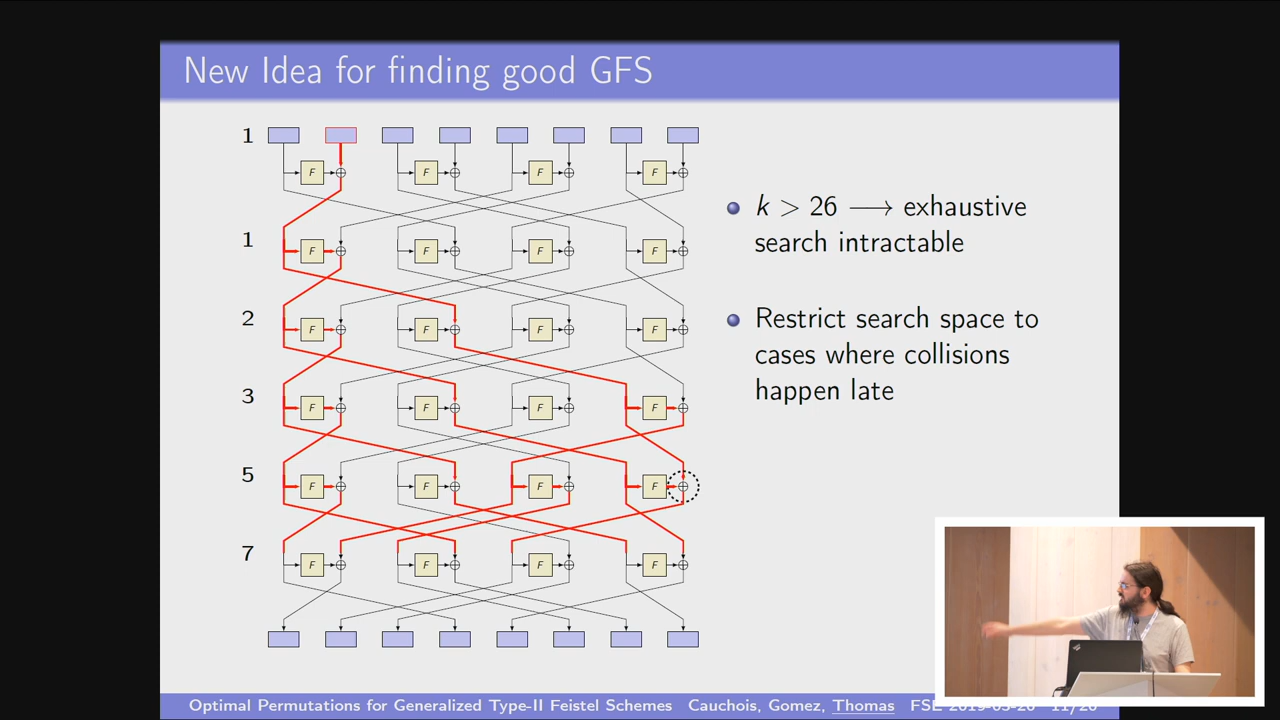 New Idea for finding good GFS
1
F F F F
1
F F F F
2
F F F F
3
F F F F
5
F F F F
7
F F F F
k > 26 ⟶ exhaustive
search intractable
Restrict search space to
cases where collisions
happen late
Optimal Permutations for Generalized Type-II Feistel Schemes Cauchois, Gomez, Thomas FSE